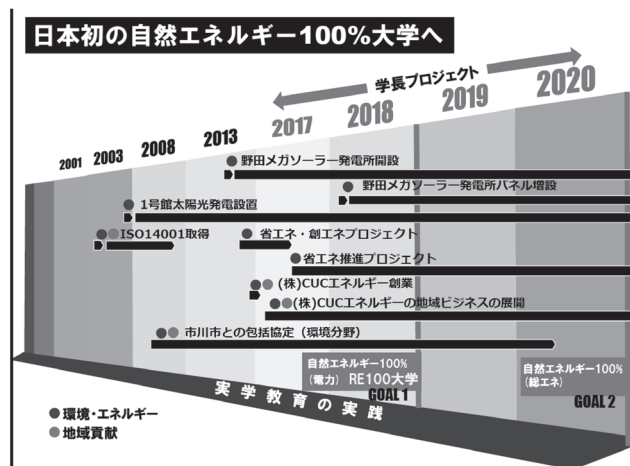 日本初の自然エネルギー100%大学へ
学長プロジェクト
2001
2003
2008
2013
2017
2018
2019
2020
野田メガソーラー発電所開設
野田メガソーラー発電所パネル増設
1号館太陽光発電設置
ISO14001取得
省エネ・創エネプロジェクト
省エネ推進プロジェクト
(株)CUCエネルギー創業
(株)CUCエネルギーの地域ビジネスの展開
市川市との包括協定（環境分野）
自然エネルギー100%
（電力） RE100大学
GOAL 1
自然エネルギー100%
（総エネ）
GOAL 2
実学教育の実践
環境・エネルギー
地域貢献